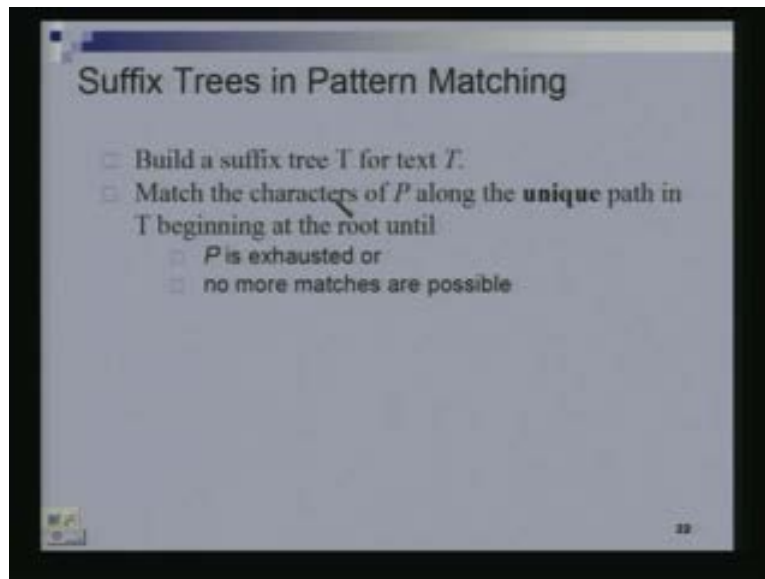 Suffix Trees in Pattern Matching
Build a suffix tree T for text T.
Match the characters of P along the unique path in
T beginning at the root until
P is exhausted or
no more matches are possible